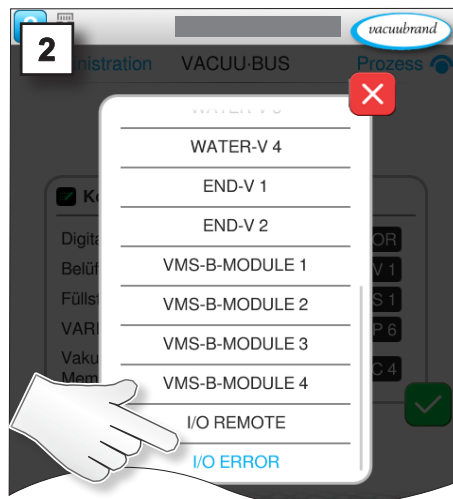 2
vacuubrand
nistration VACUU·BUS Prozess
WATER-V 4
END-V 1
END-V 2
VMS-B-MODULE 1
VMS-B-MODULE 2
VMS-B-MODULE 3
VMS-B-MODULE 4
I/O REMOTE
I/O ERROR
K
Digita OR
Belüf V 1
Füllst S 1
VARI P 6
Vaku
Mem C 4